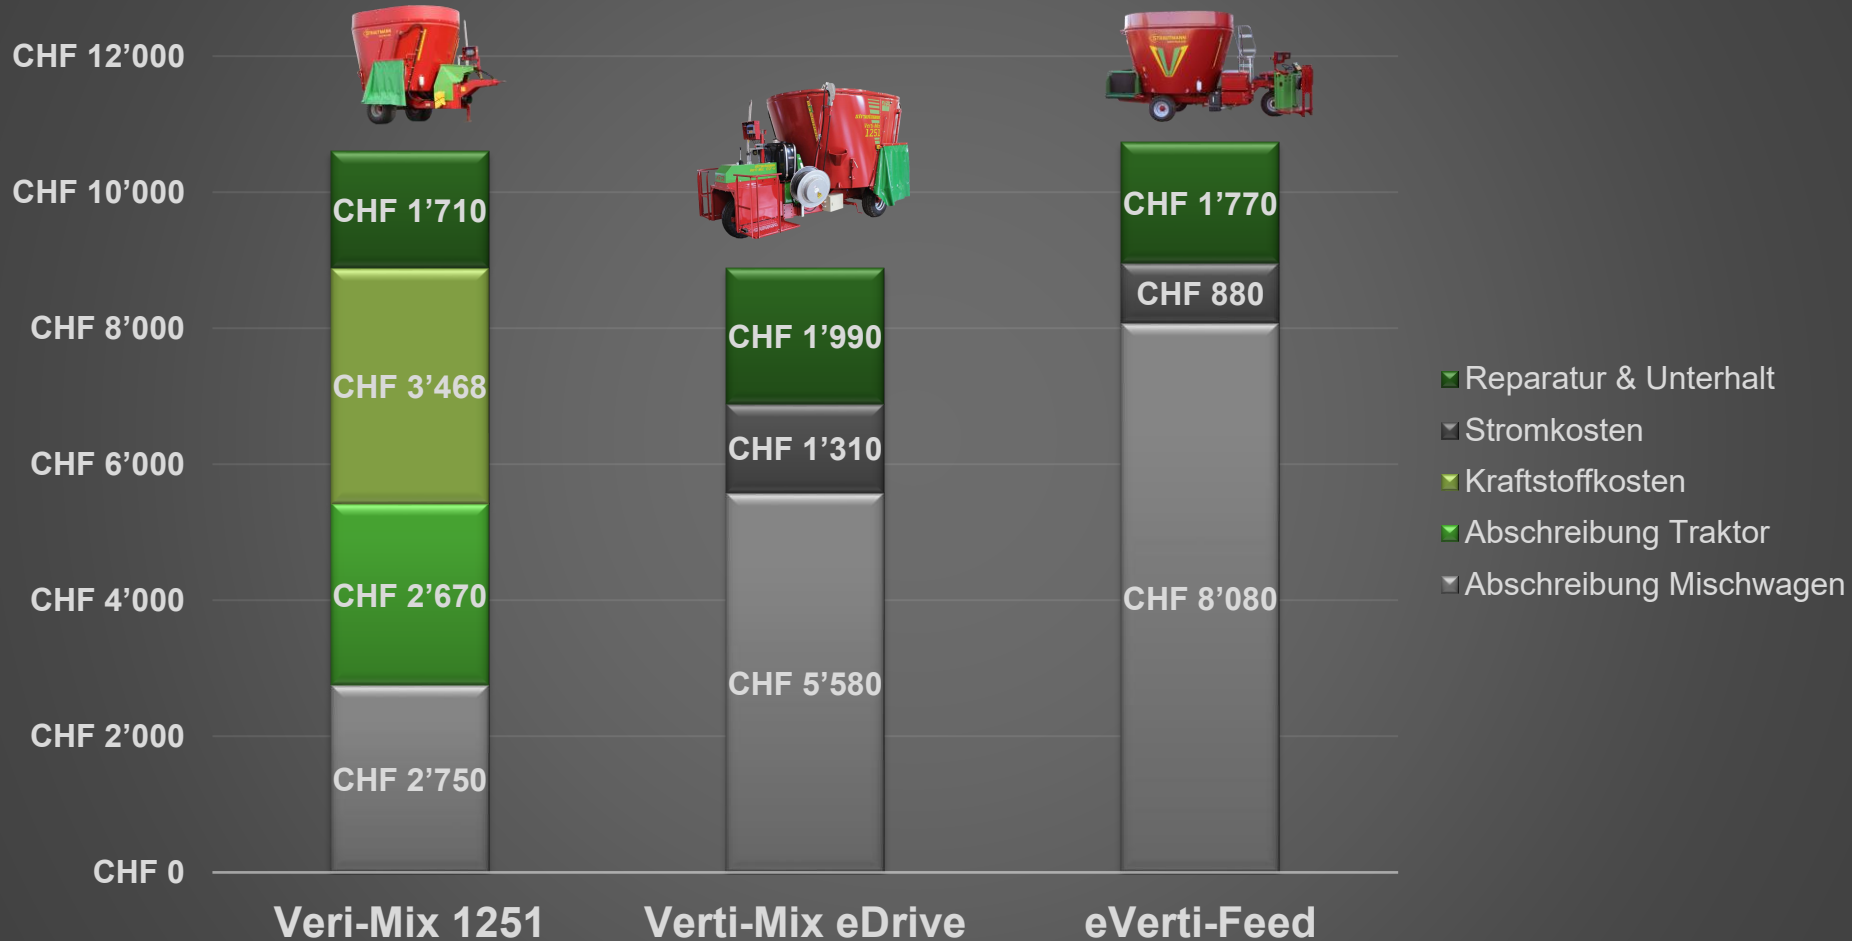 CHF 12’000
CHF 10’000
CHF 8’000
CHF 6’000
CHF 4’000
CHF 2’000
CHF 0
CHF 1’710
CHF 3’468
CHF 2’670
CHF 2’750
CHF 1’990
CHF 1’310
CHF 5’580
CHF 1’770
CHF 880
CHF 8’080
Veri-Mix 1251
Verti-Mix eDrive
eVerti-Feed
Reparatur & Unterhalt
Stromkosten
Kraftstoffkosten
Abschreibung Traktor
Abschreibung Mischwagen
STRAUTMANN
1251